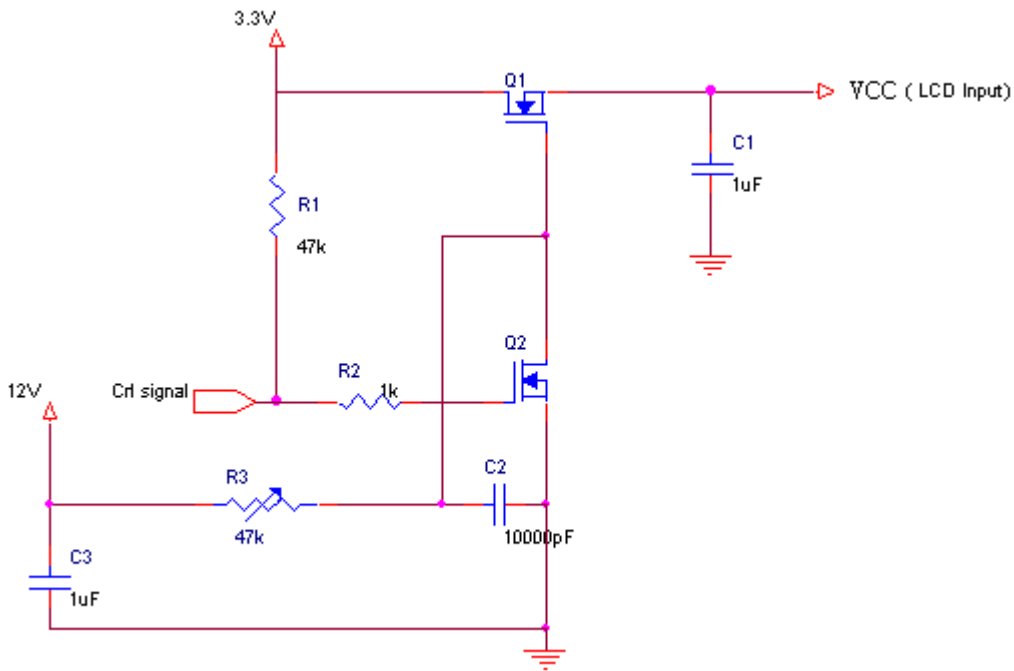 3.3V
Q1
VCC ( LCD Input)
C1
1uF
R1
47k
Q2
R2
1k
Crl signal
12V
R3
47k
C2
10000pF
C3
1uF